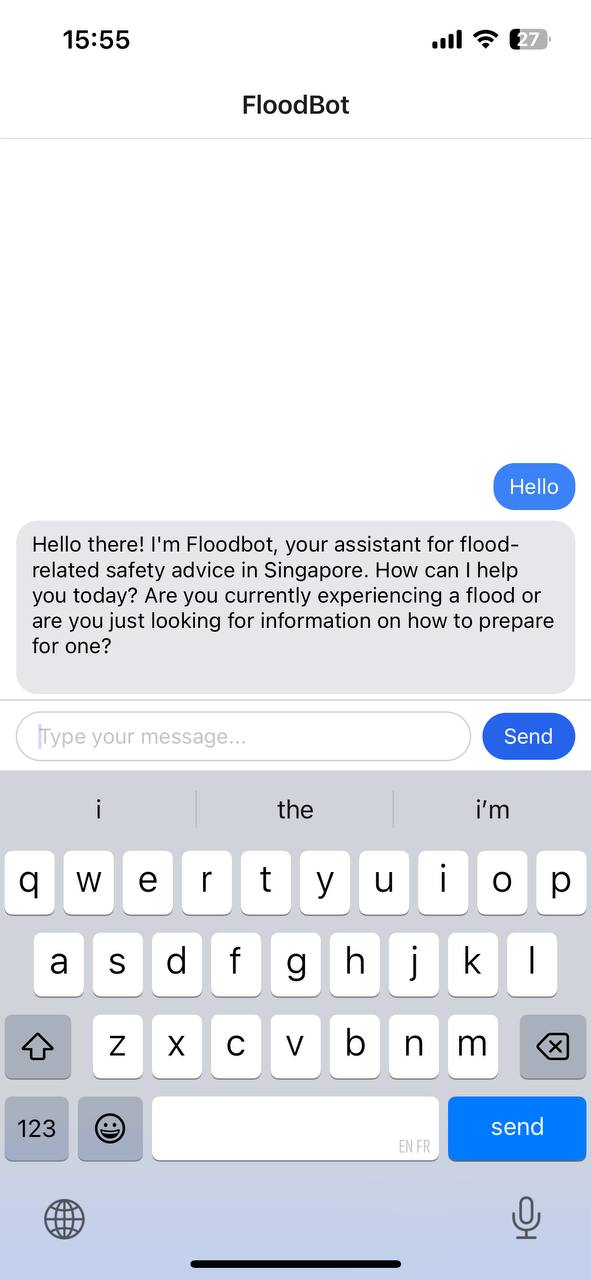 15:55
27
FloodBot
Hello
Hello there! I'm Floodbot, your assistant for flood-
related safety advice in Singapore. How can I help
you today? Are you currently experiencing a flood or
are you just looking for information on how to prepare
for one?
Type your message...
Send
i the i'm
q w e r t y u i o p
a s d f g h j k l
z x c v b n m
123 EN FR send